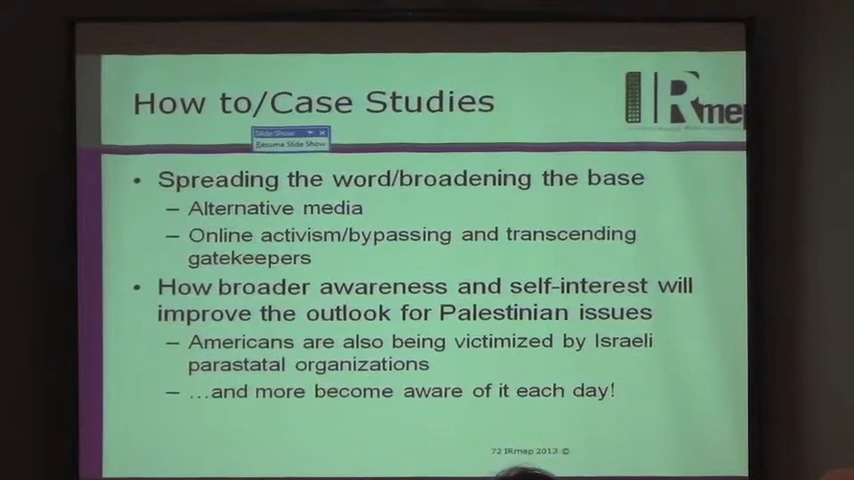 How to/Case Studies
IRmep
Slide Show
Resume Slide Show
• Spreading the word/broadening the base
– Alternative media
– Online activism/bypassing and transcending
gatekeepers
• How broader awareness and self-interest will
improve the outlook for Palestinian issues
– Americans are also being victimized by Israeli
parastatal organizations
– …and more become aware of it each day!
72 IRmep 2013 ©